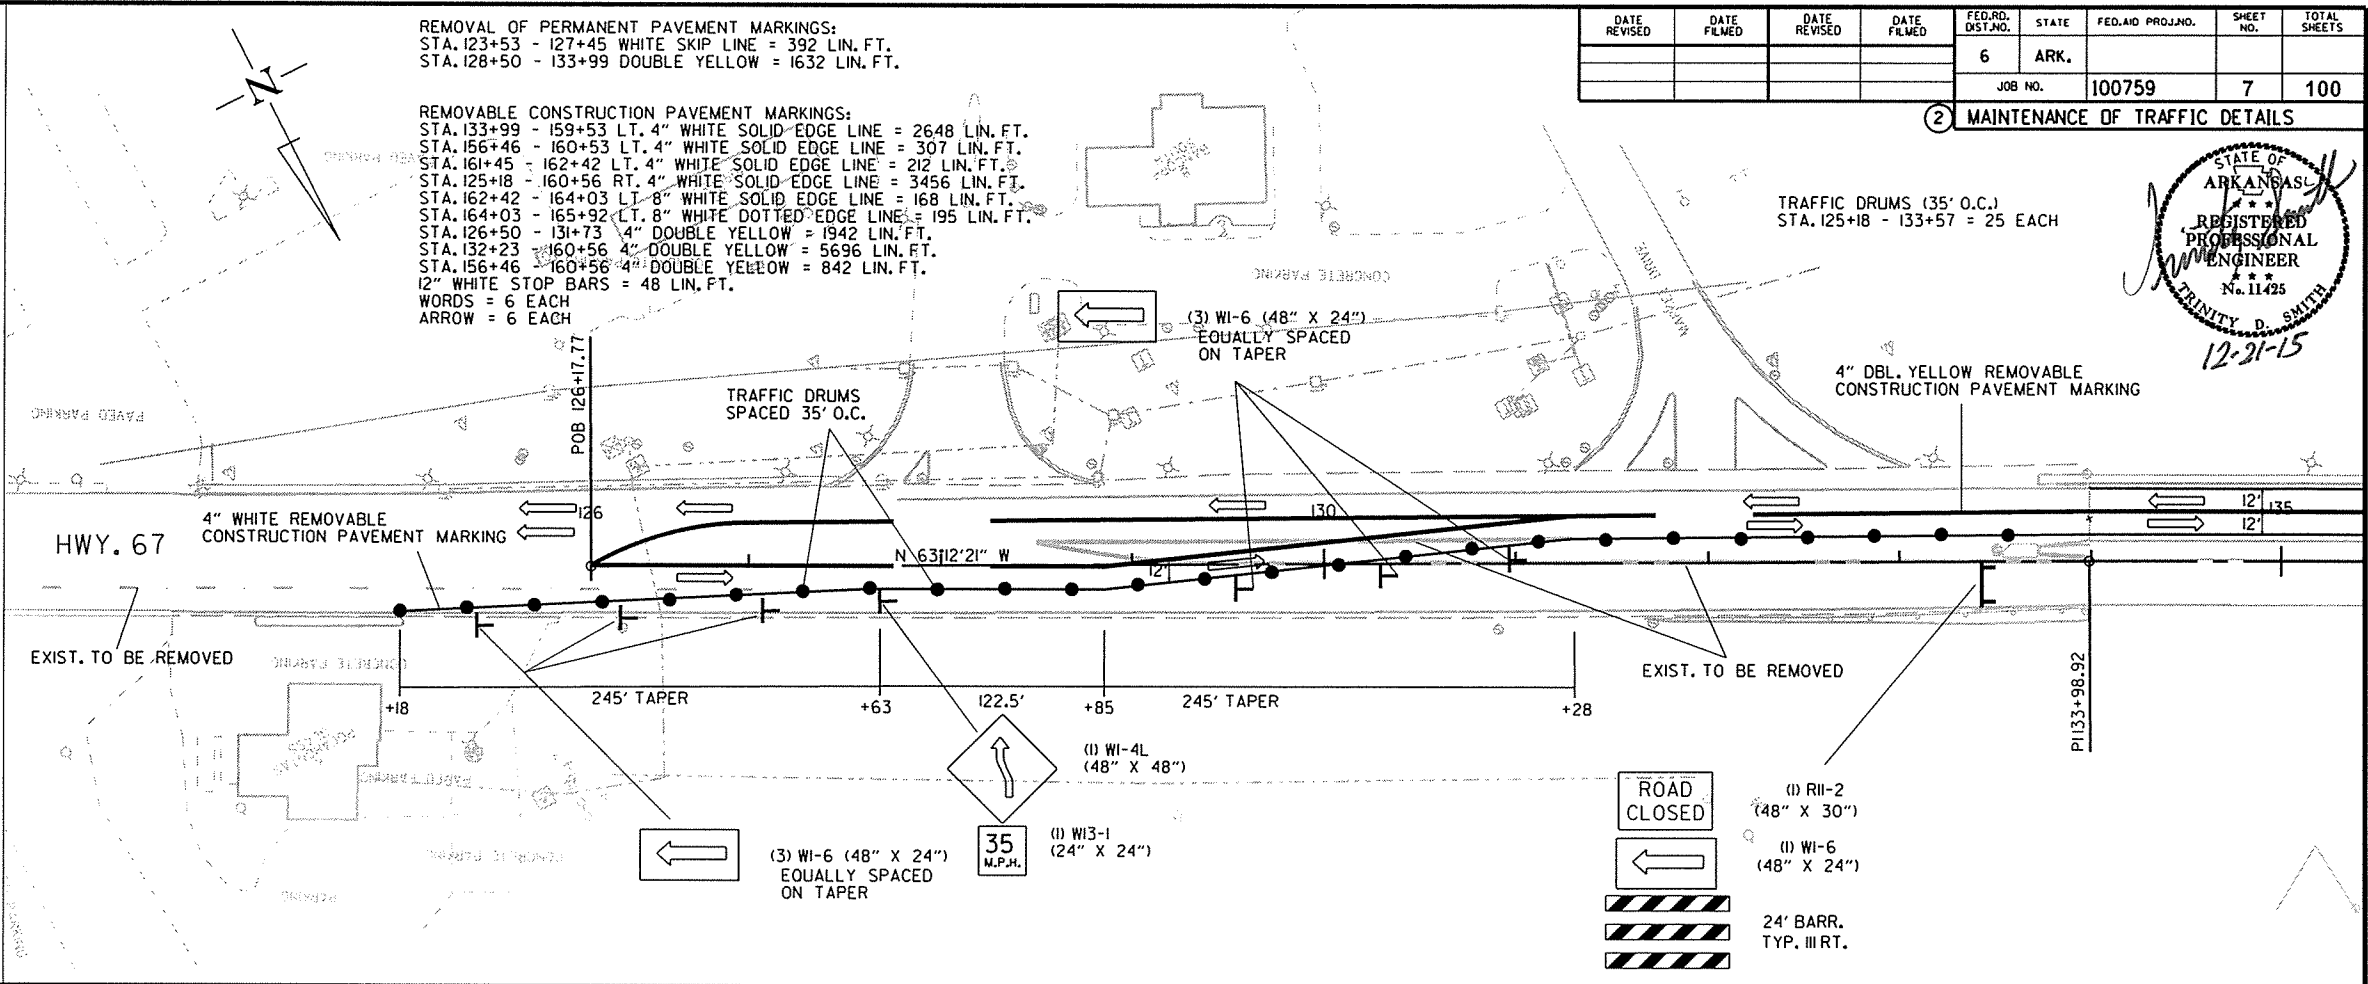 REMOVAL OF PERMANENT PAVEMENT MARKINGS:
STA. 123+53 - 127+45 WHITE SKIP LINE = 392 LIN. FT.
STA. 128+50 - 133+99 DOUBLE YELLOW = 1632 LIN. FT.
REMOVABLE CONSTRUCTION PAVEMENT MARKINGS:
STA. 133+99 - 159+53 LT. 4" WHITE SOLID EDGE LINE = 2648 LIN. FT.
STA. 156+46 - 160+53 LT. 4" WHITE SOLID EDGE LINE = 307 LIN. FT.
STA. 161+45 - 162+42 LT. 4" WHITE SOLID EDGE LINE = 212 LIN. FT.
STA. 125+18 - 160+56 RT. 4" WHITE SOLID EDGE LINE = 3456 LIN. FT.
STA. 162+42 - 164+03 LT. 8" WHITE SOLID EDGE LINE = 168 LIN. FT.
STA. 164+03 - 165+92 LT. 8" WHITE DOTTED EDGE LINE = 195 LIN. FT.
STA. 126+50 - 131+73 4" DOUBLE YELLOW = 1942 LIN. FT.
STA. 132+23 - 160+56 4" DOUBLE YELLOW = 5696 LIN. FT.
STA. 156+46 - 160+56 4" DOUBLE YELLOW = 842 LIN. FT.
12" WHITE STOP BARS = 48 LIN. FT.
WORDS = 6 EACH
ARROW = 6 EACH
DATE REVISED
DATE FILMED
DATE REVISED
DATE FILMED
FED.RD. DIST.NO.
STATE
FED.AID PROJ.NO.
SHEET NO.
TOTAL SHEETS
6
ARK.
JOB NO.
100759
7
100
2 MAINTENANCE OF TRAFFIC DETAILS
N
STATE OF
ARKANSAS
REGISTERED
PROFESSIONAL
ENGINEER
No. 11425
TRINITY D. SMITH
12-21-15
TRAFFIC DRUMS (35' O.C.)
STA. 125+18 - 133+57 = 25 EACH
CONCRETE PARKING
MAPLE DRIVE
(3) W1-6 (48" X 24")
EQUALLY SPACED
ON TAPER
4" DBL. YELLOW REMOVABLE
CONSTRUCTION PAVEMENT MARKING
PAVED PARKING
POB 126+17.77
TRAFFIC DRUMS
SPACED 35' O.C.
HWY. 67
4" WHITE REMOVABLE
CONSTRUCTION PAVEMENT MARKING
126
130
135
12'
12'
12'
N 63°12'21" W
EXIST. TO BE REMOVED
CONCRETE PARKING
EXIST. TO BE REMOVED
PI 133+98.92
+18
245' TAPER
+63
122.5'
+85
245' TAPER
+28
(1) W1-4L
(48" X 48")
35
M.P.H.
(1) W13-1
(24" X 24")
(3) W1-6 (48" X 24")
EQUALLY SPACED
ON TAPER
ROAD
CLOSED
(1) R11-2
(48" X 30")
(1) W1-6
(48" X 24")
24' BARR.
TYP. III RT.
PAVED PARKING
CONCRETE PARKING
PARKING